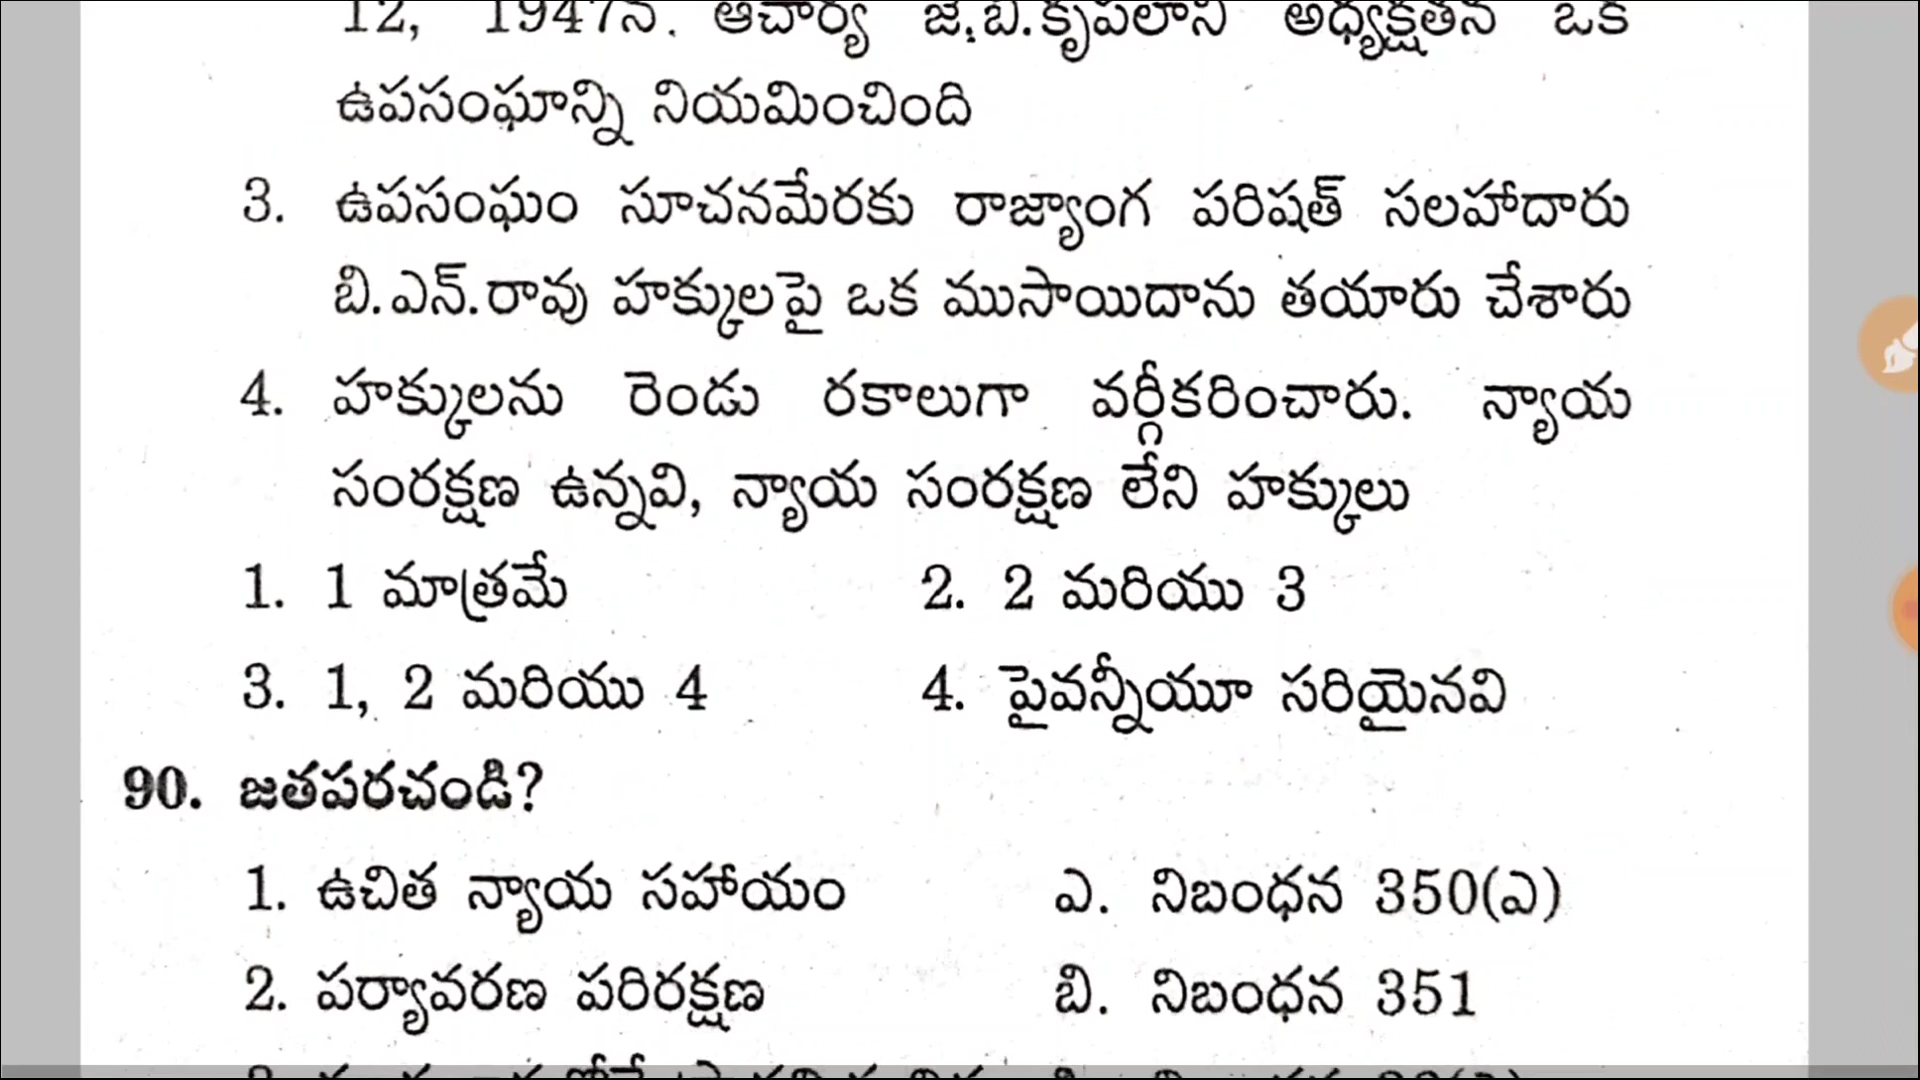 12, 1947న. ఆచార్య జె.బి.కృపలాని అధ్యక్షతన ఒక
ఉపసంఘాన్ని నియమించింది
3. ఉపసంఘం సూచనమేరకు రాజ్యాంగ పరిషత్ సలహాదారు
బి.ఎన్.రావు హక్కులపై ఒక ముసాయిదాను తయారు చేశారు
4. హక్కులను రెండు రకాలుగా వర్గీకరించారు. న్యాయ
సంరక్షణ ఉన్నవి, న్యాయ సంరక్షణ లేని హక్కులు
1. 1 మాత్రమే 2. 2 మరియు 3
3. 1, 2 మరియు 4 4. పైవన్నీయూ సరియైనవి
90. జతపరచండి?
1. ఉచిత న్యాయ సహాయం ఎ. నిబంధన 350(ఎ)
2. పర్యావరణ పరిరక్షణ బి. నిబంధన 351